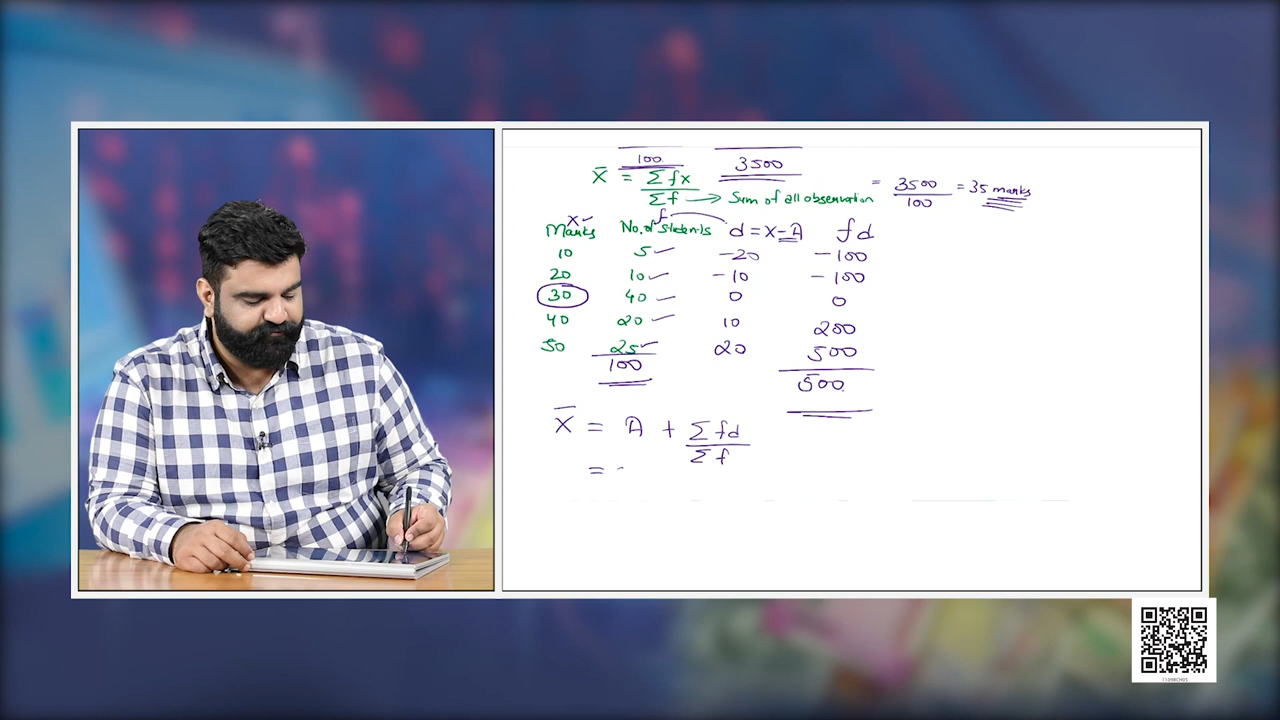 100 3500
X̄ = Σfx / Σf → Sum of all observation = 3500 / 100 = 35 marks
X✓ f
Marks No. of Students d = X-A fd
10 5✓ -20 -100
20 10✓ -10 -100
30 40✓ 0 0
40 20✓ 10 200
50 25✓ 20 500
100 500
X̄ = A + Σfd / Σf
=
11098CH05